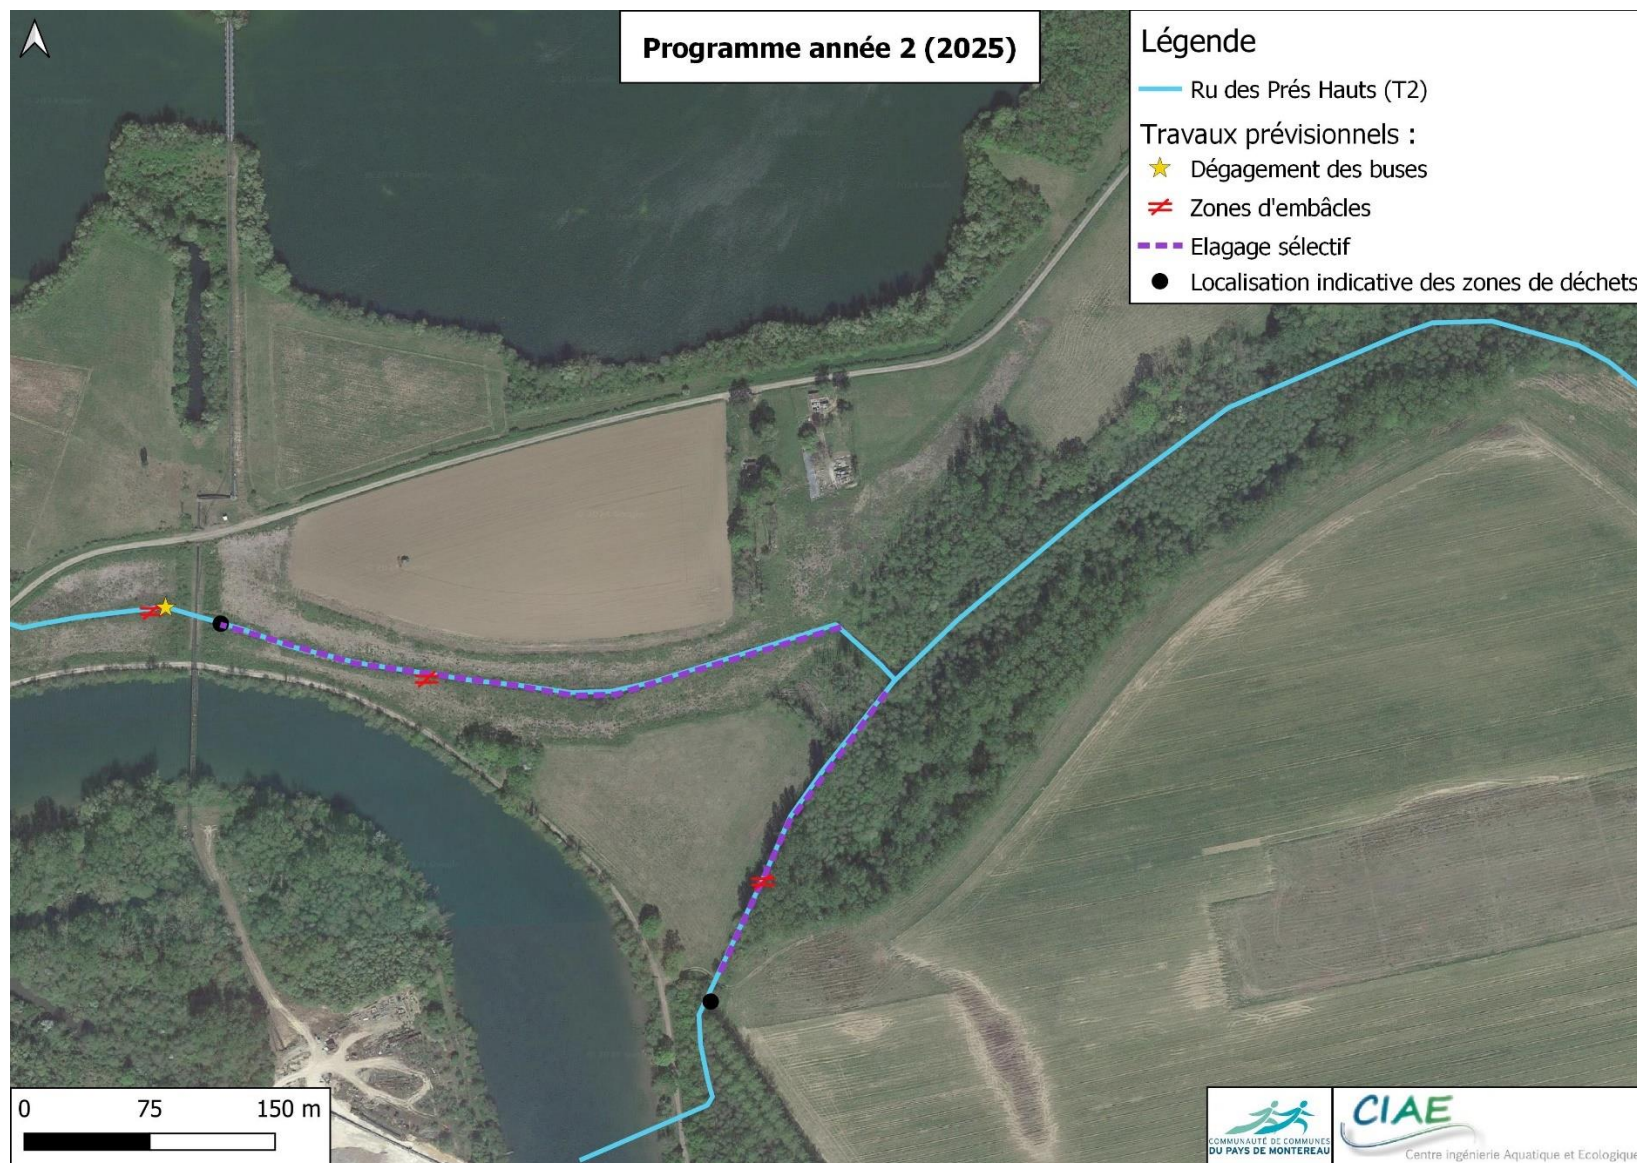 Programme année 2 (2025)
Légende
Ru des Prés Hauts (T2)
Travaux prévisionnels :
Dégagement des buses
Zones d'embâcles
Elagage sélectif
Localisation indicative des zones de déchets
0 75 150 m
COMMUNAUTÉ DE COMMUNES
DU PAYS DE MONTEREAU
CIAE
Centre ingénierie Aquatique et Ecologique